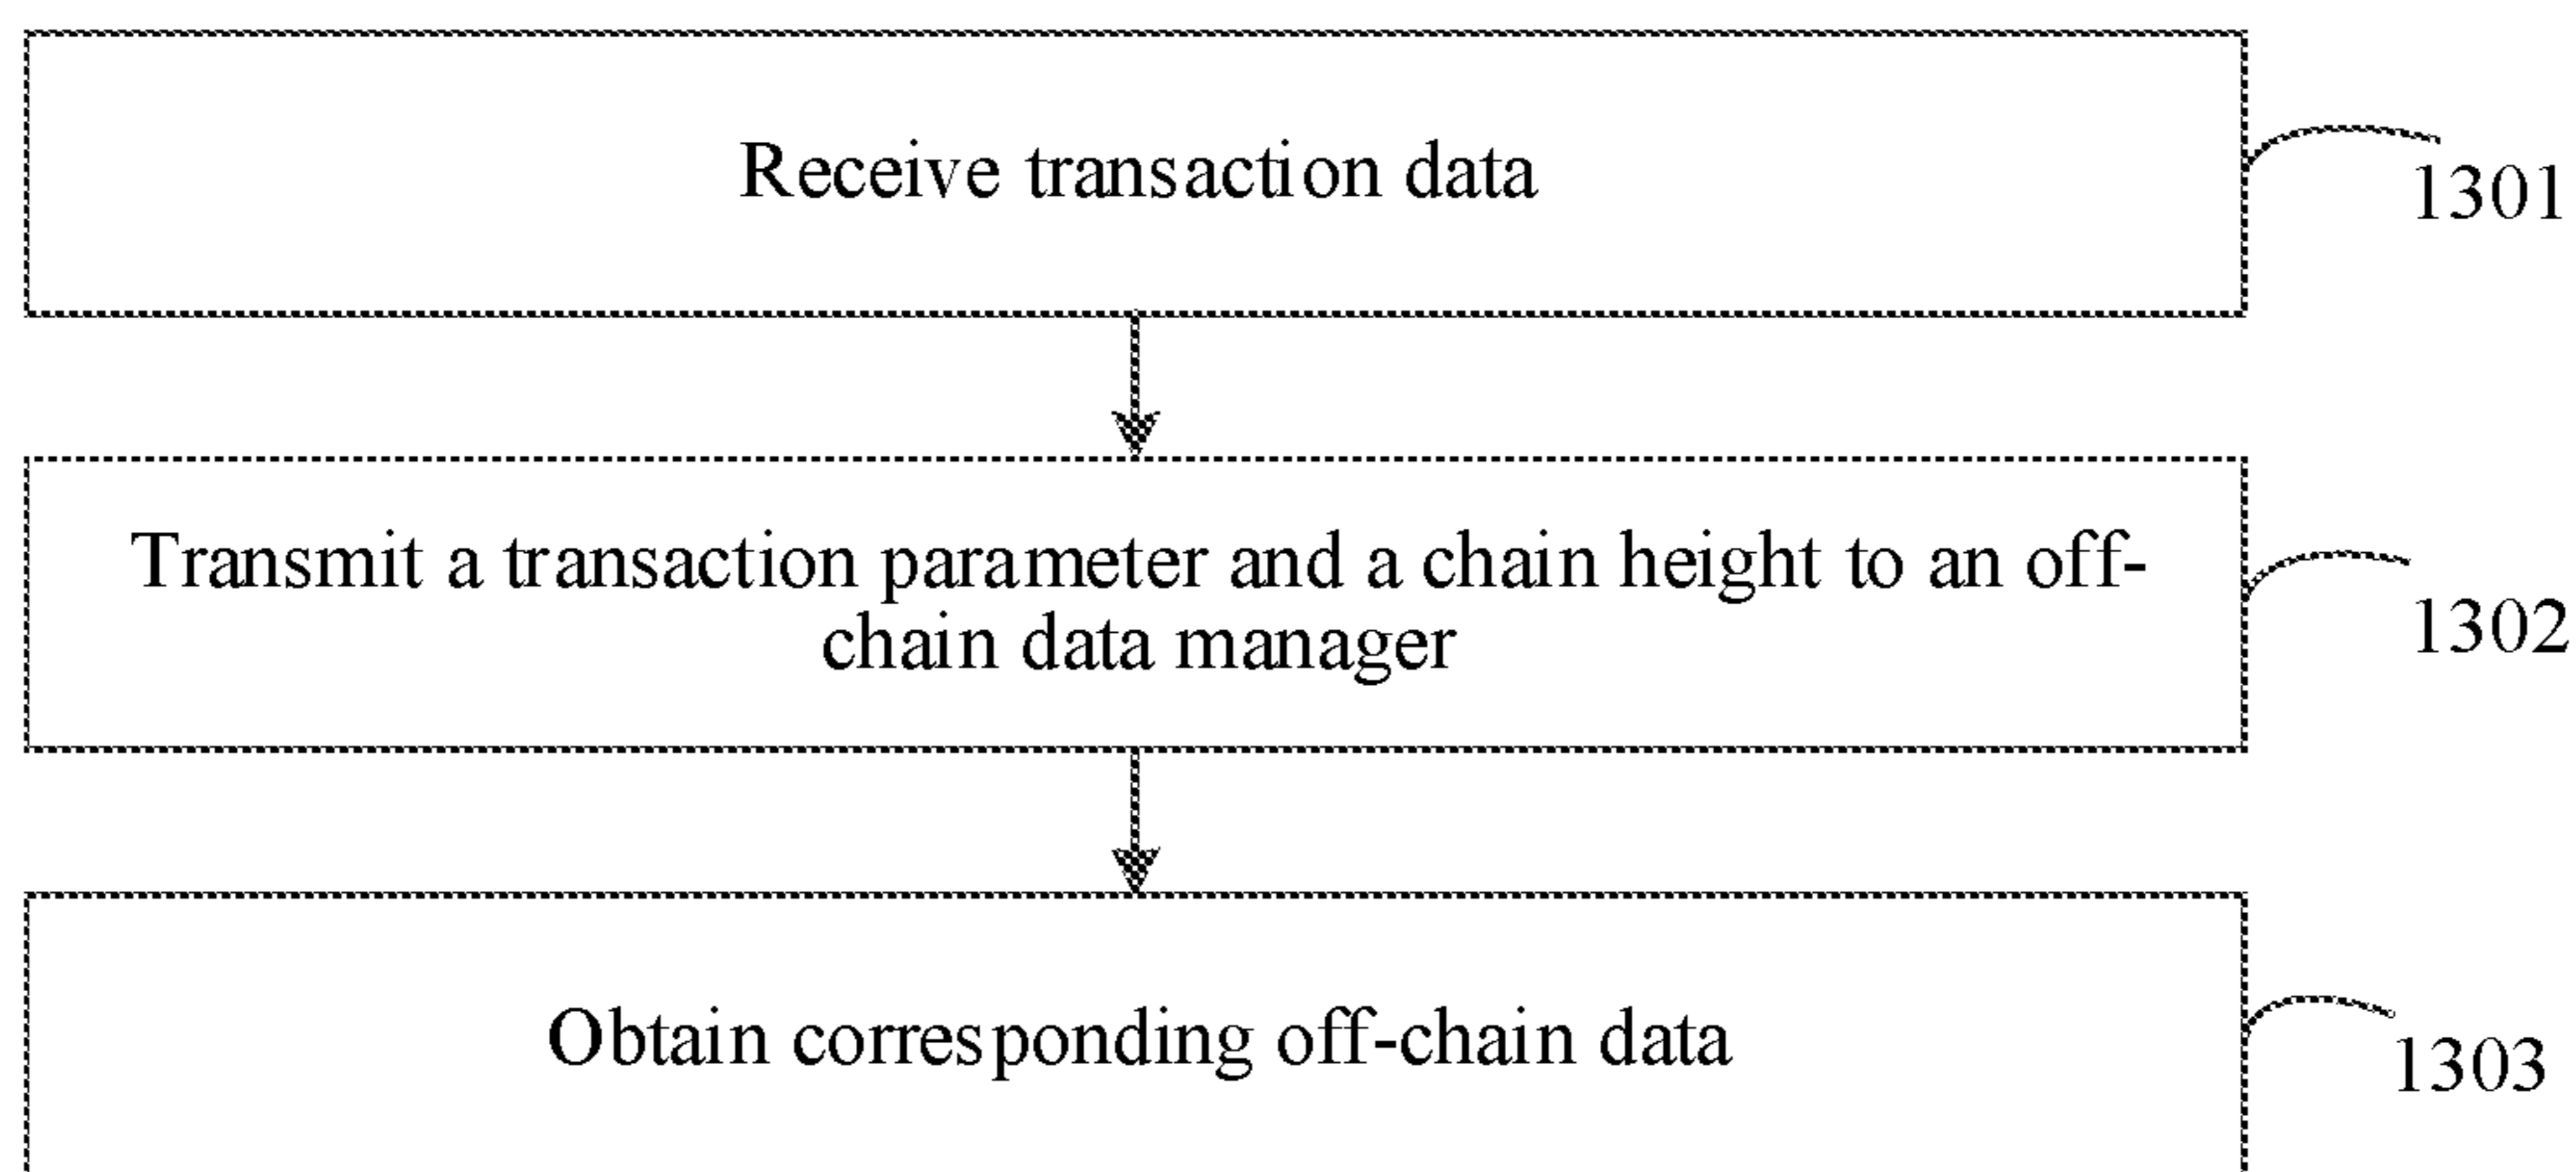 Receive transaction data
1301
Transmit a transaction parameter and a chain height to an off-
chain data manager
1302
Obtain corresponding off-chain data
1303